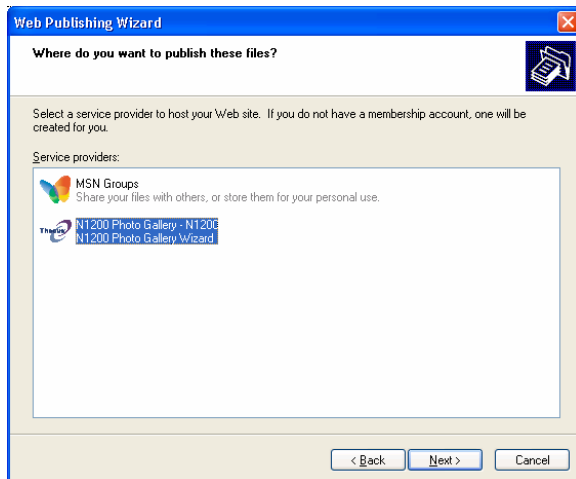 Web Publishing Wizard
Where do you want to publish these files?
Select a service provider to host your Web site. If you do not have a membership account, one will be
created for you.
Service providers:
MSN Groups
Share your files with others, or store them for your personal use.
Thecus
N1200 Photo Gallery - N1200
N1200 Photo Gallery Wizard
< Back
Next >
Cancel